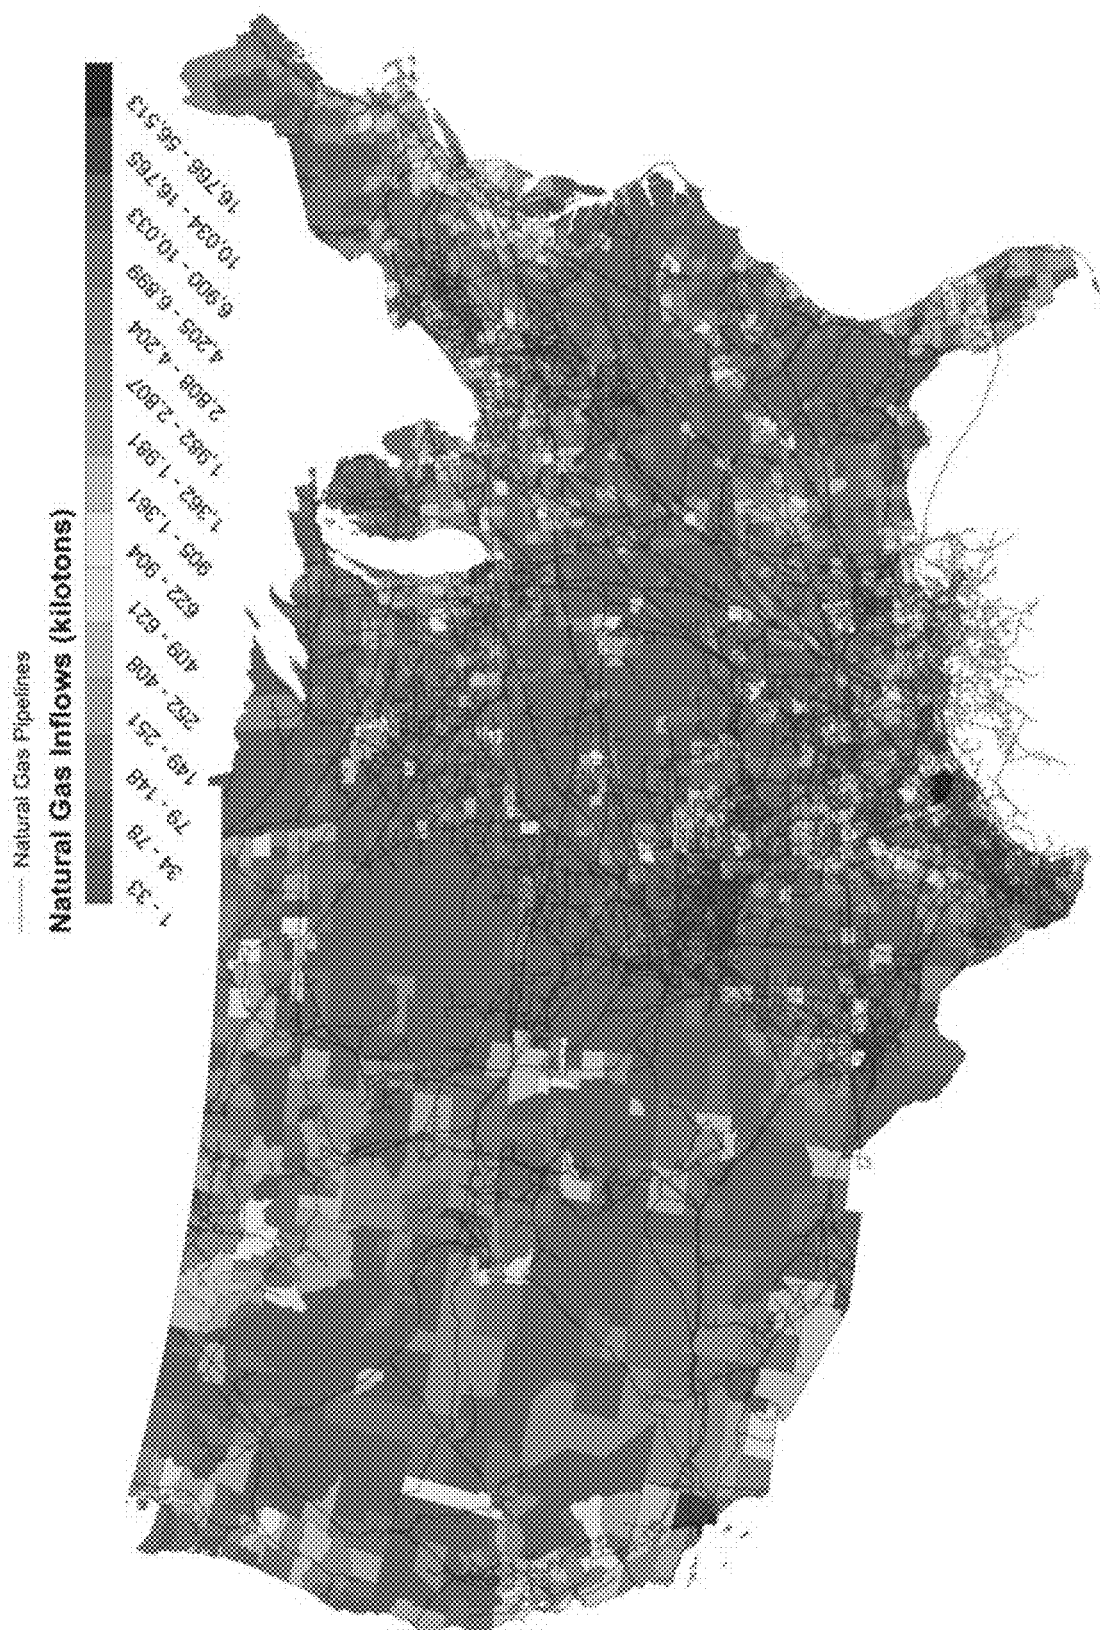 Natural Gas Pipelines
Natural Gas Inflows (kilotons)
1 - 33
34 - 78
79 - 148
149 - 251
252 - 408
409 - 621
622 - 904
905 - 1,361
1,362 - 1,981
1,982 - 2,807
2,808 - 4,204
4,205 - 6,899
6,900 - 10,033
10,034 - 16,765
16,766 - 56,513